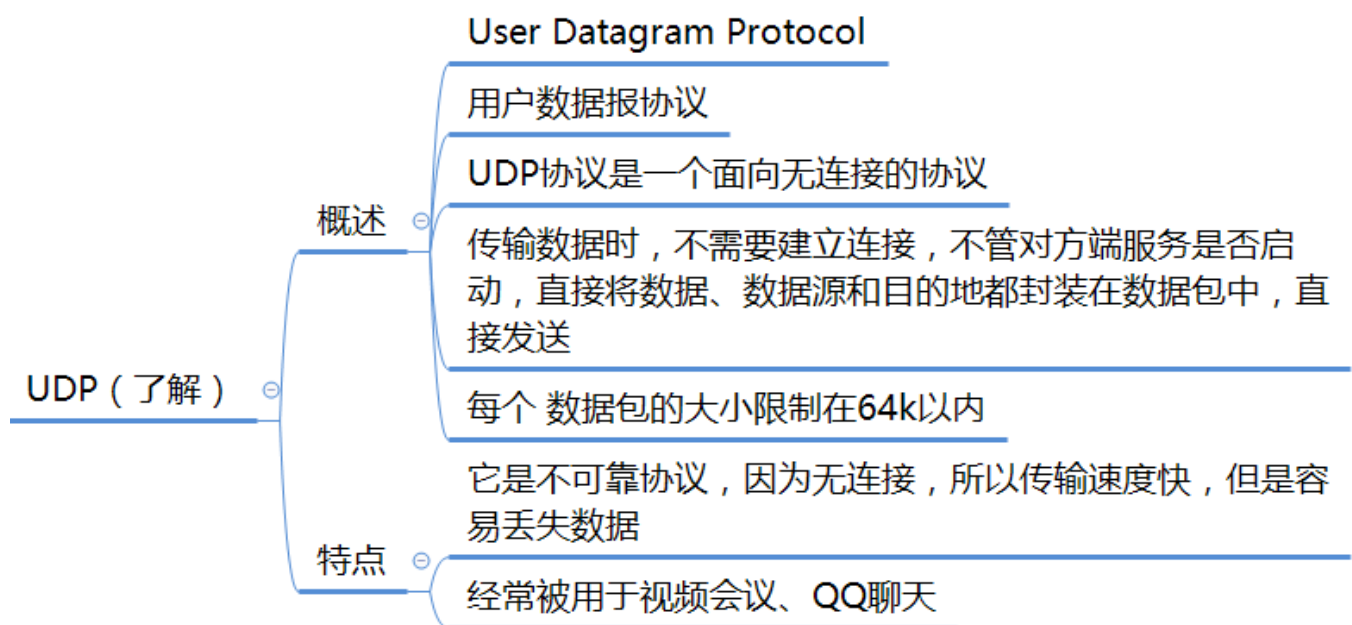 User Datagram Protocol
用户数据报协议
UDP协议是一个面向无连接的协议
概述
传输数据时，不需要建立连接，不管对方端服务是否启
动，直接将数据、数据源和目的地都封装在数据包中，直
接发送
UDP（了解）
每个 数据包的大小限制在64k以内
它是不可靠协议，因为无连接，所以传输速度快，但是容
易丢失数据
特点
经常被用于视频会议、QQ聊天